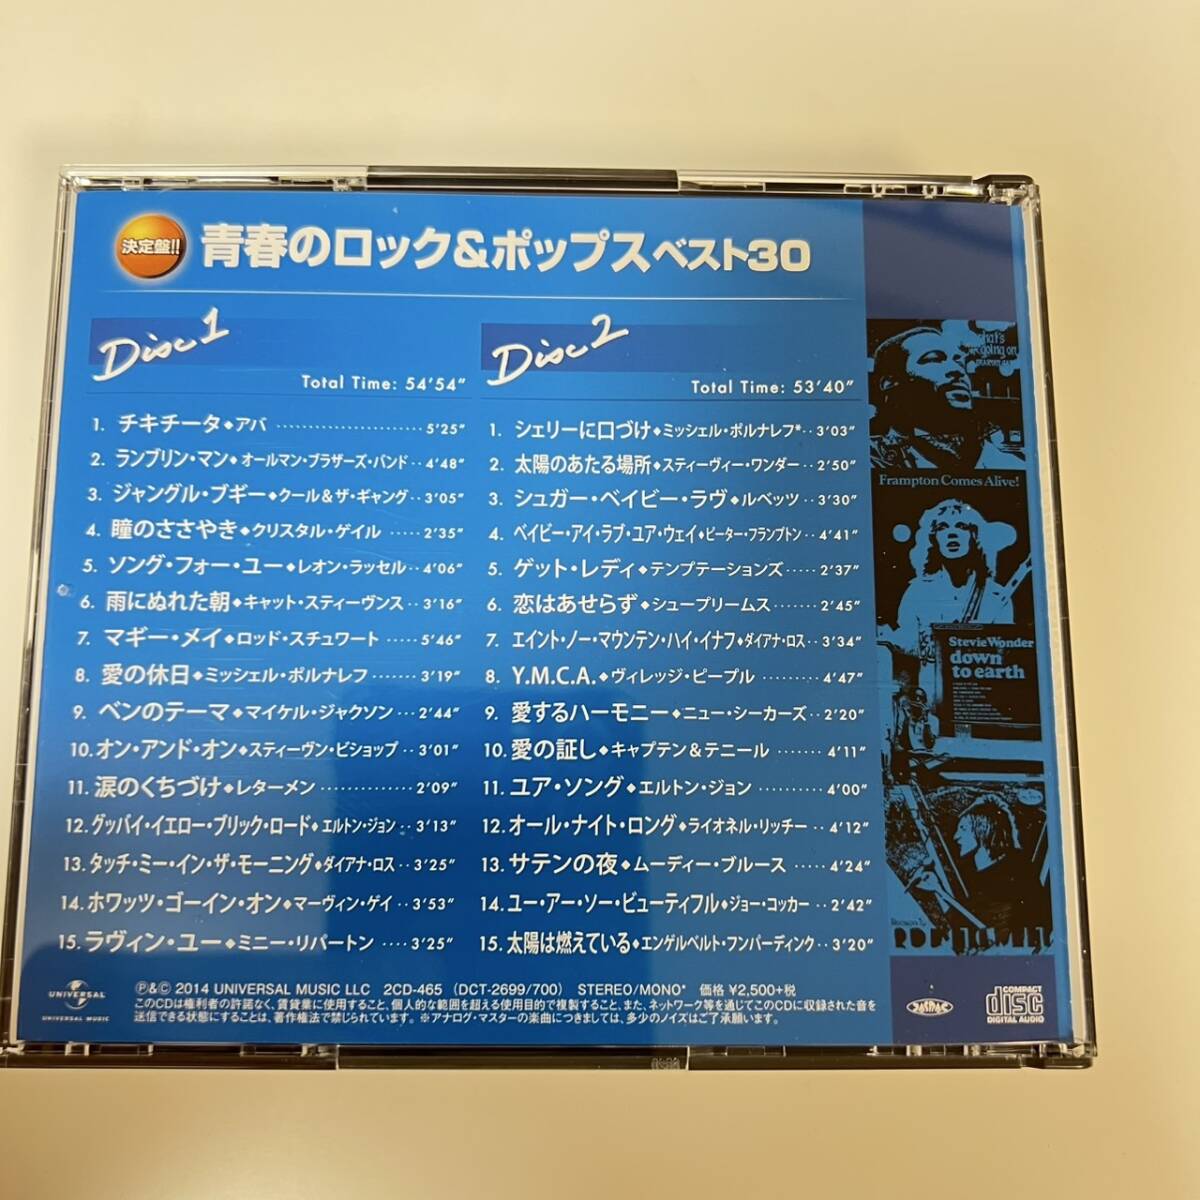 決定盤!!
青春のロック&ポップスベスト30
Disc1
Total Time: 54'54"
1. チキチータ◆アバ ······················ 5'25"
2. ランブリン・マン◆オールマン・ブラザーズ・バンド··4'48"
3. ジャングル・ブギー◆クール&ザ・ギャング··3'05"
4. 瞳のささやき◆クリスタル・ゲイル ·····2'35"
5. ソング・フォー・ユー◆レオン・ラッセル··4'06"
6. 雨にぬれた朝◆キャット・スティーヴンス··3'16"
7. マギー・メイ◆ロッド・スチュワート ·····5'46"
8. 愛の休日◆ミッシェル・ポルナレフ ······3'19"
9. ベンのテーマ◆マイケル・ジャクソン···2'44"
10. オン・アンド・オン◆スティーヴン・ビショップ··3'01"
11. 涙のくちづけ◆レターメン ··············2'09"
12. グッバイ・イエロー・ブリック・ロード◆エルトン・ジョン··3'13"
13. タッチ・ミー・イン・ザ・モーニング◆ダイアナ・ロス··3'25"
14. ホワッツ・ゴーイン・オン◆マーヴィン・ゲイ··3'53"
15. ラヴィン・ユー◆ミニー・リパートン ····3'25"
Disc2
Total Time: 53'40"
1. シェリーに口づけ◆ミッシェル・ポルナレフ*··3'03"
2. 太陽のあたる場所◆スティーヴィー・ワンダー··2'50"
3. シュガー・ベイビー・ラヴ◆ルベッツ ···3'30"
4. ベイビー・アイ・ラブ・ユア・ウェイ◆ピーター・フランプトン··4'41"
5. ゲット・レディ◆テンプテーションズ·····2'37"
6. 恋はあせらず◆シュープリームス·······2'45"
7. エイント・ノー・マウンテン・ハイ・イナフ◆ダイアナ・ロス··3'34"
8. Y.M.C.A.◆ヴィレッジ・ピープル ·······4'47"
9. 愛するハーモニー◆ニュー・シーカーズ··2'20"
10. 愛の証し◆キャプテン&テニール ·······4'11"
11. ユア・ソング◆エルトン・ジョン ··········4'00"
12. オール・ナイト・ロング◆ライオネル・リッチー··4'12"
13. サテンの夜◆ムーディー・ブルース ·····4'24"
14. ユー・アー・ソー・ビューティフル◆ジョー・コッカー··2'42"
15. 太陽は燃えている◆エンゲルベルト・フンパーディンク··3'20"
what's going on
Frampton Comes Alive!
Stevie Wonder
down
to earth
UNIVERSAL
UNIVERSAL MUSIC
℗&© 2014 UNIVERSAL MUSIC LLC 2CD-465 (DCT-2699/700) STEREO/MONO* 価格 ¥2,500+税
このCDは権利者の許諾なく、賃貸業に使用すること、個人的な範囲を超える使用目的で複製すること、また、ネットワーク等を通じてこのCDに収録された音を
送信できる状態にすることは、著作権法で禁じられています。 ※アナログ・マスターの楽曲につきましては、多少のノイズはご了承願います。
JASRAC
COMPACT
disc
DIGITAL AUDIO